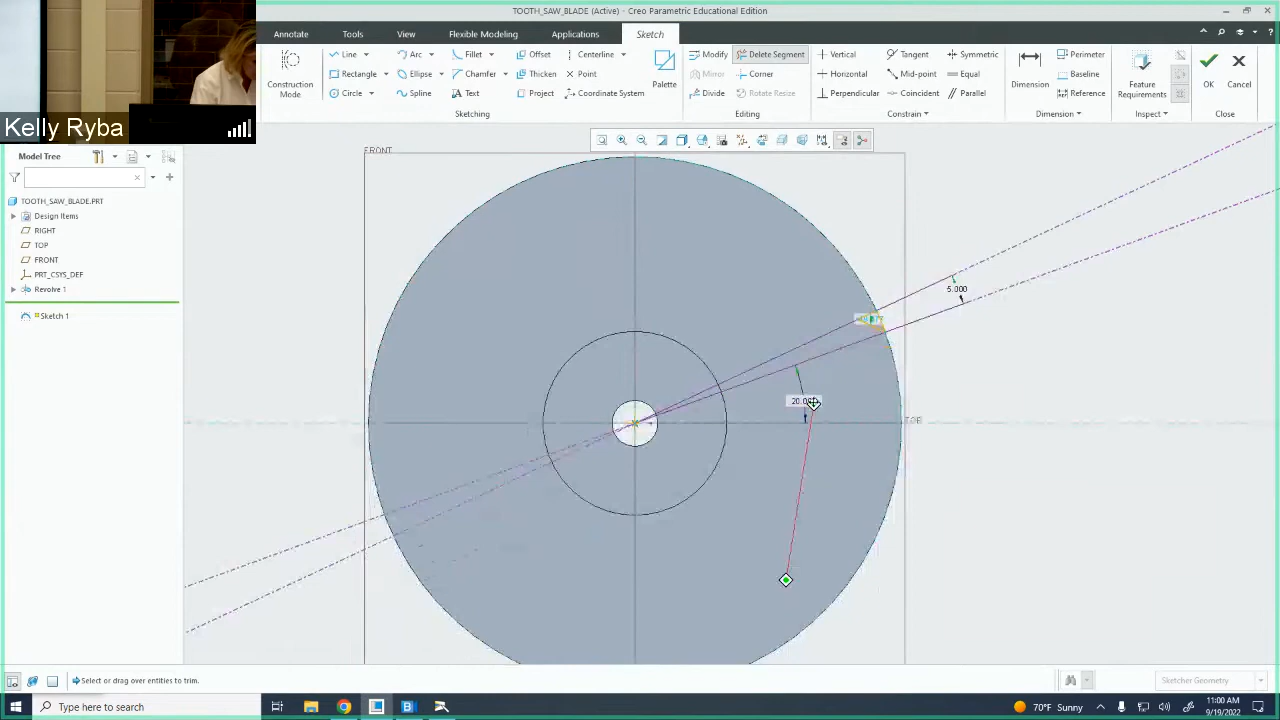 TOOTH_SAW_BLADE (Active) - Creo Parametric Educational Edition
Annotate Tools View Flexible Modeling Applications Sketch
Construction Mode
Line Arc Fillet Offset Centerline
Rectangle Ellipse Chamfer Thicken Point
Circle Spline Text Project Coordinate System
Palette
Modify Delete Segment
Mirror Corner
Divide Rotate Resize
Vertical Tangent Symmetric
Horizontal Mid-point Equal
Perpendicular Coincident Parallel
Dimension
Perimeter
Baseline
Reference
Feature Requirements
OK Cancel
Sketching Editing Constrain Dimension Inspect Close
Kelly Ryba
Model Tree
TOOTH_SAW_BLADE.PRT
Design Items
RIGHT
TOP
FRONT
PRT_CSYS_DEF
Revolve 1
Sketch 1
FRONT
5.000
Select or drag over entities to trim.
Sketcher Geometry
Type here to search
70°F Sunny
11:00 AM
9/19/2022